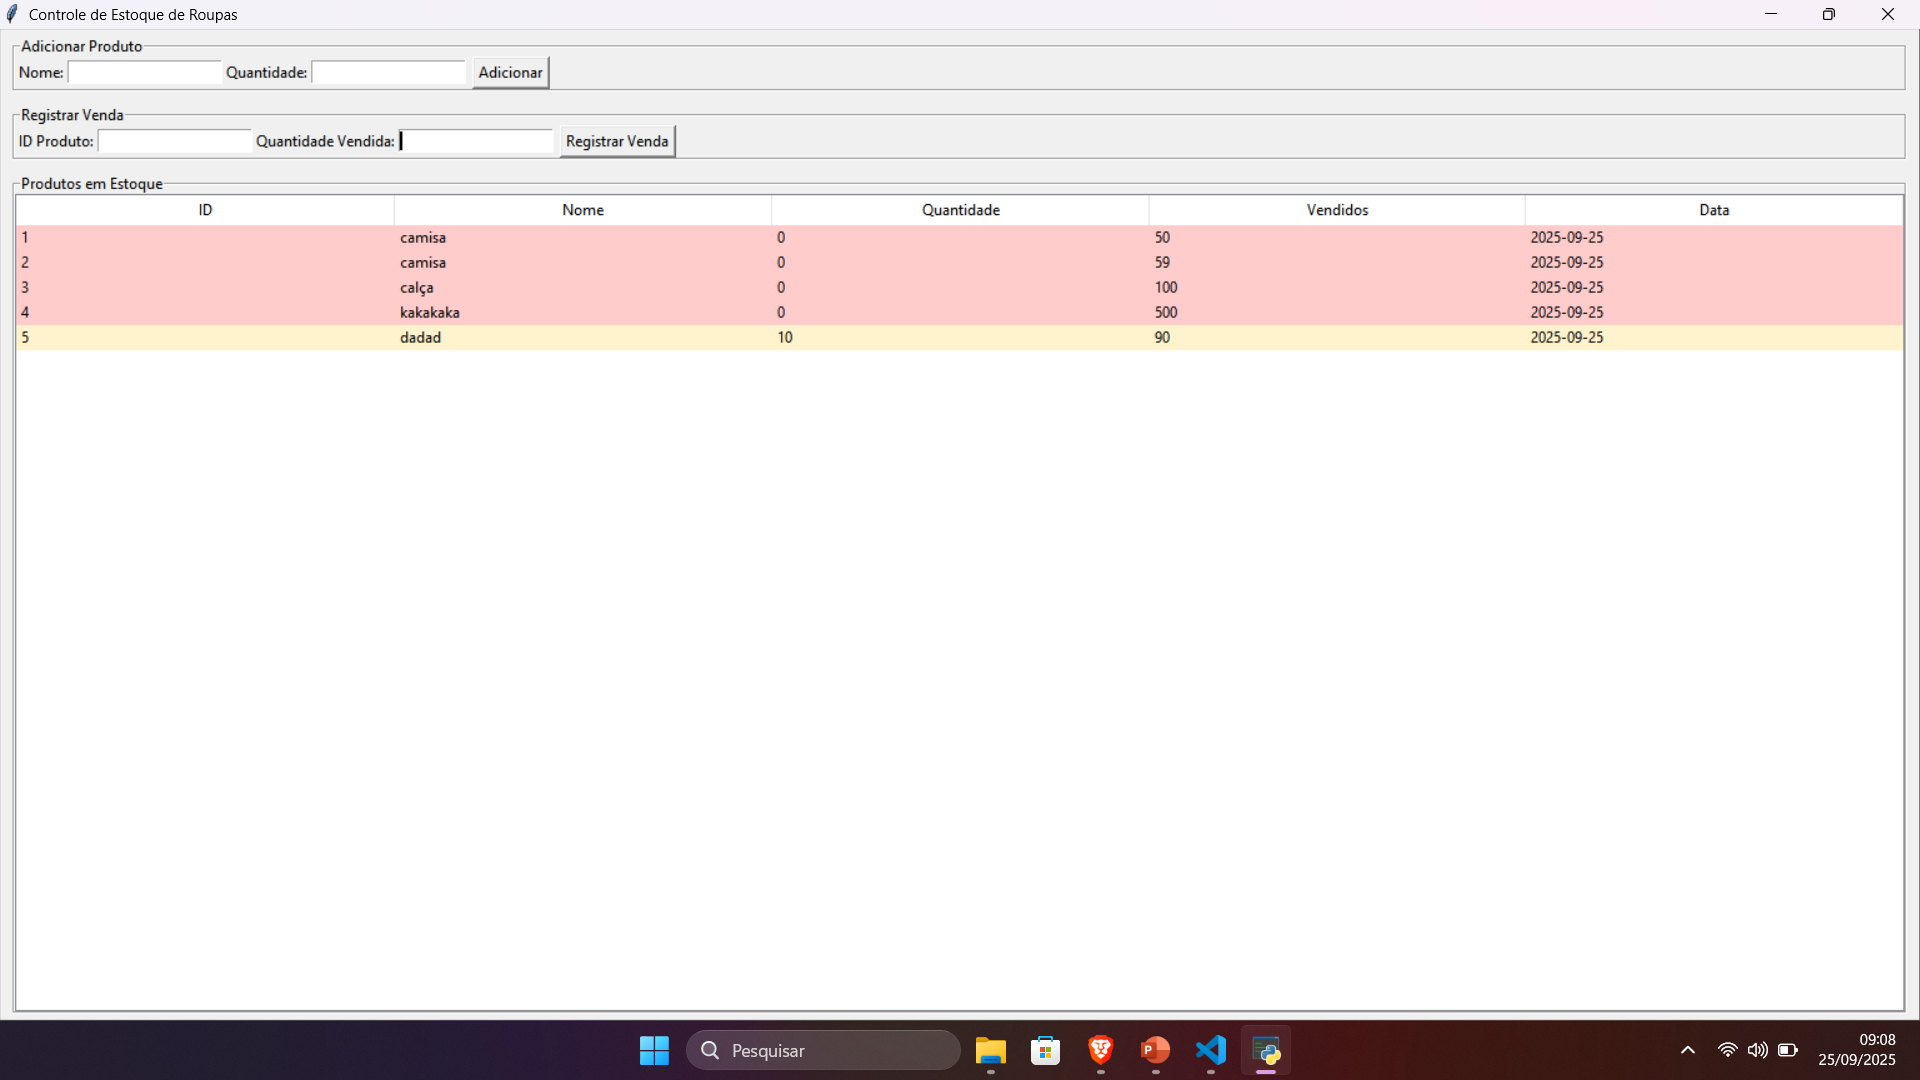 Controle de Estoque de Roupas
Adicionar Produto
Nome: Quantidade: Adicionar
Registrar Venda
ID Produto: Quantidade Vendida: Registrar Venda
Produtos em Estoque
ID Nome Quantidade Vendidos Data
1 camisa 0 50 2025-09-25
2 camisa 0 59 2025-09-25
3 calça 0 100 2025-09-25
4 kakakaka 0 500 2025-09-25
5 dadad 10 90 2025-09-25
Pesquisar
P
09:08
25/09/2025